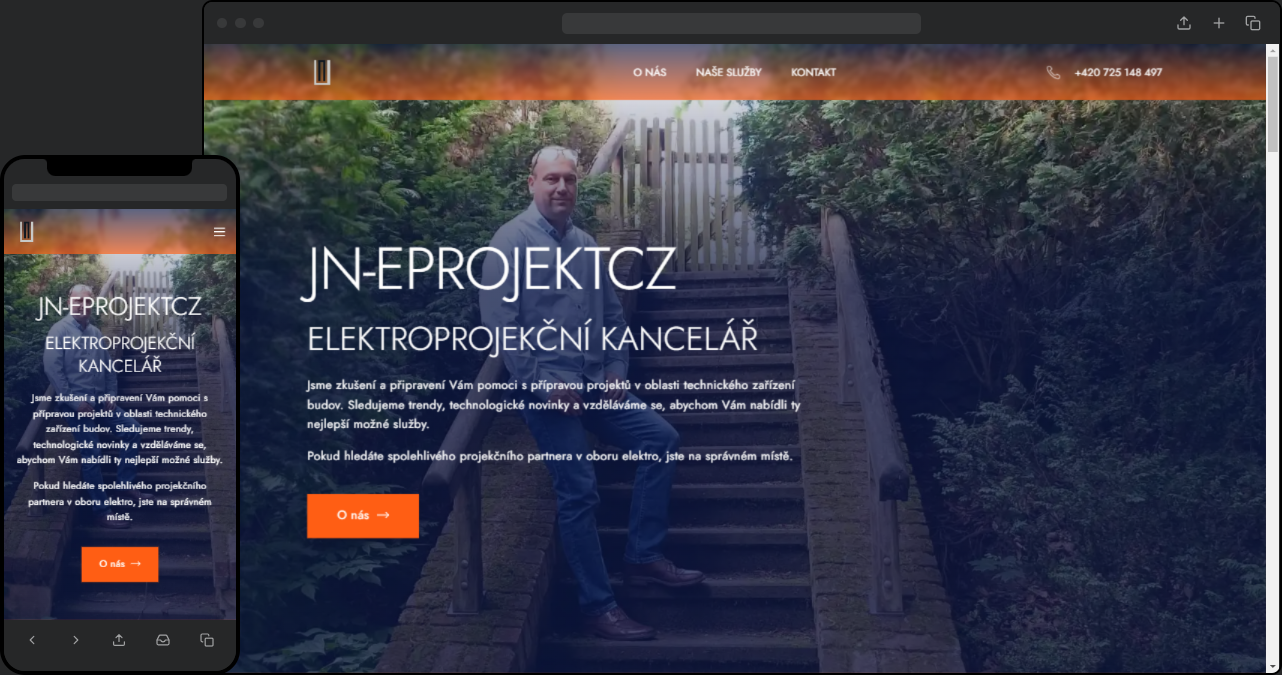 O NÁS NAŠE SLUŽBY KONTAKT +420 725 148 497
JN-EPROJEKTCZ
ELEKTROPROJEKČNÍ KANCELÁŘ
Jsme zkušení a připravení Vám pomoci s přípravou projektů v oblasti technického zařízení
budov. Sledujeme trendy, technologické novinky a vzděláváme se, abychom Vám nabídli ty
nejlepší možné služby.
Pokud hledáte spolehlivého projekčního partnera v oboru elektro, jste na správném místě.
O nás →
JN-EPROJEKTCZ
ELEKTROPROJEKČNÍ
KANCELÁŘ
Jsme zkušení a připravení Vám pomoci s
přípravou projektů v oblasti technického
zařízení budov. Sledujeme trendy,
technologické novinky a vzděláváme se,
abychom Vám nabídli ty nejlepší možné služby.
Pokud hledáte spolehlivého projekčního
partnera v oboru elektro, jste na správném
místě.
O nás →